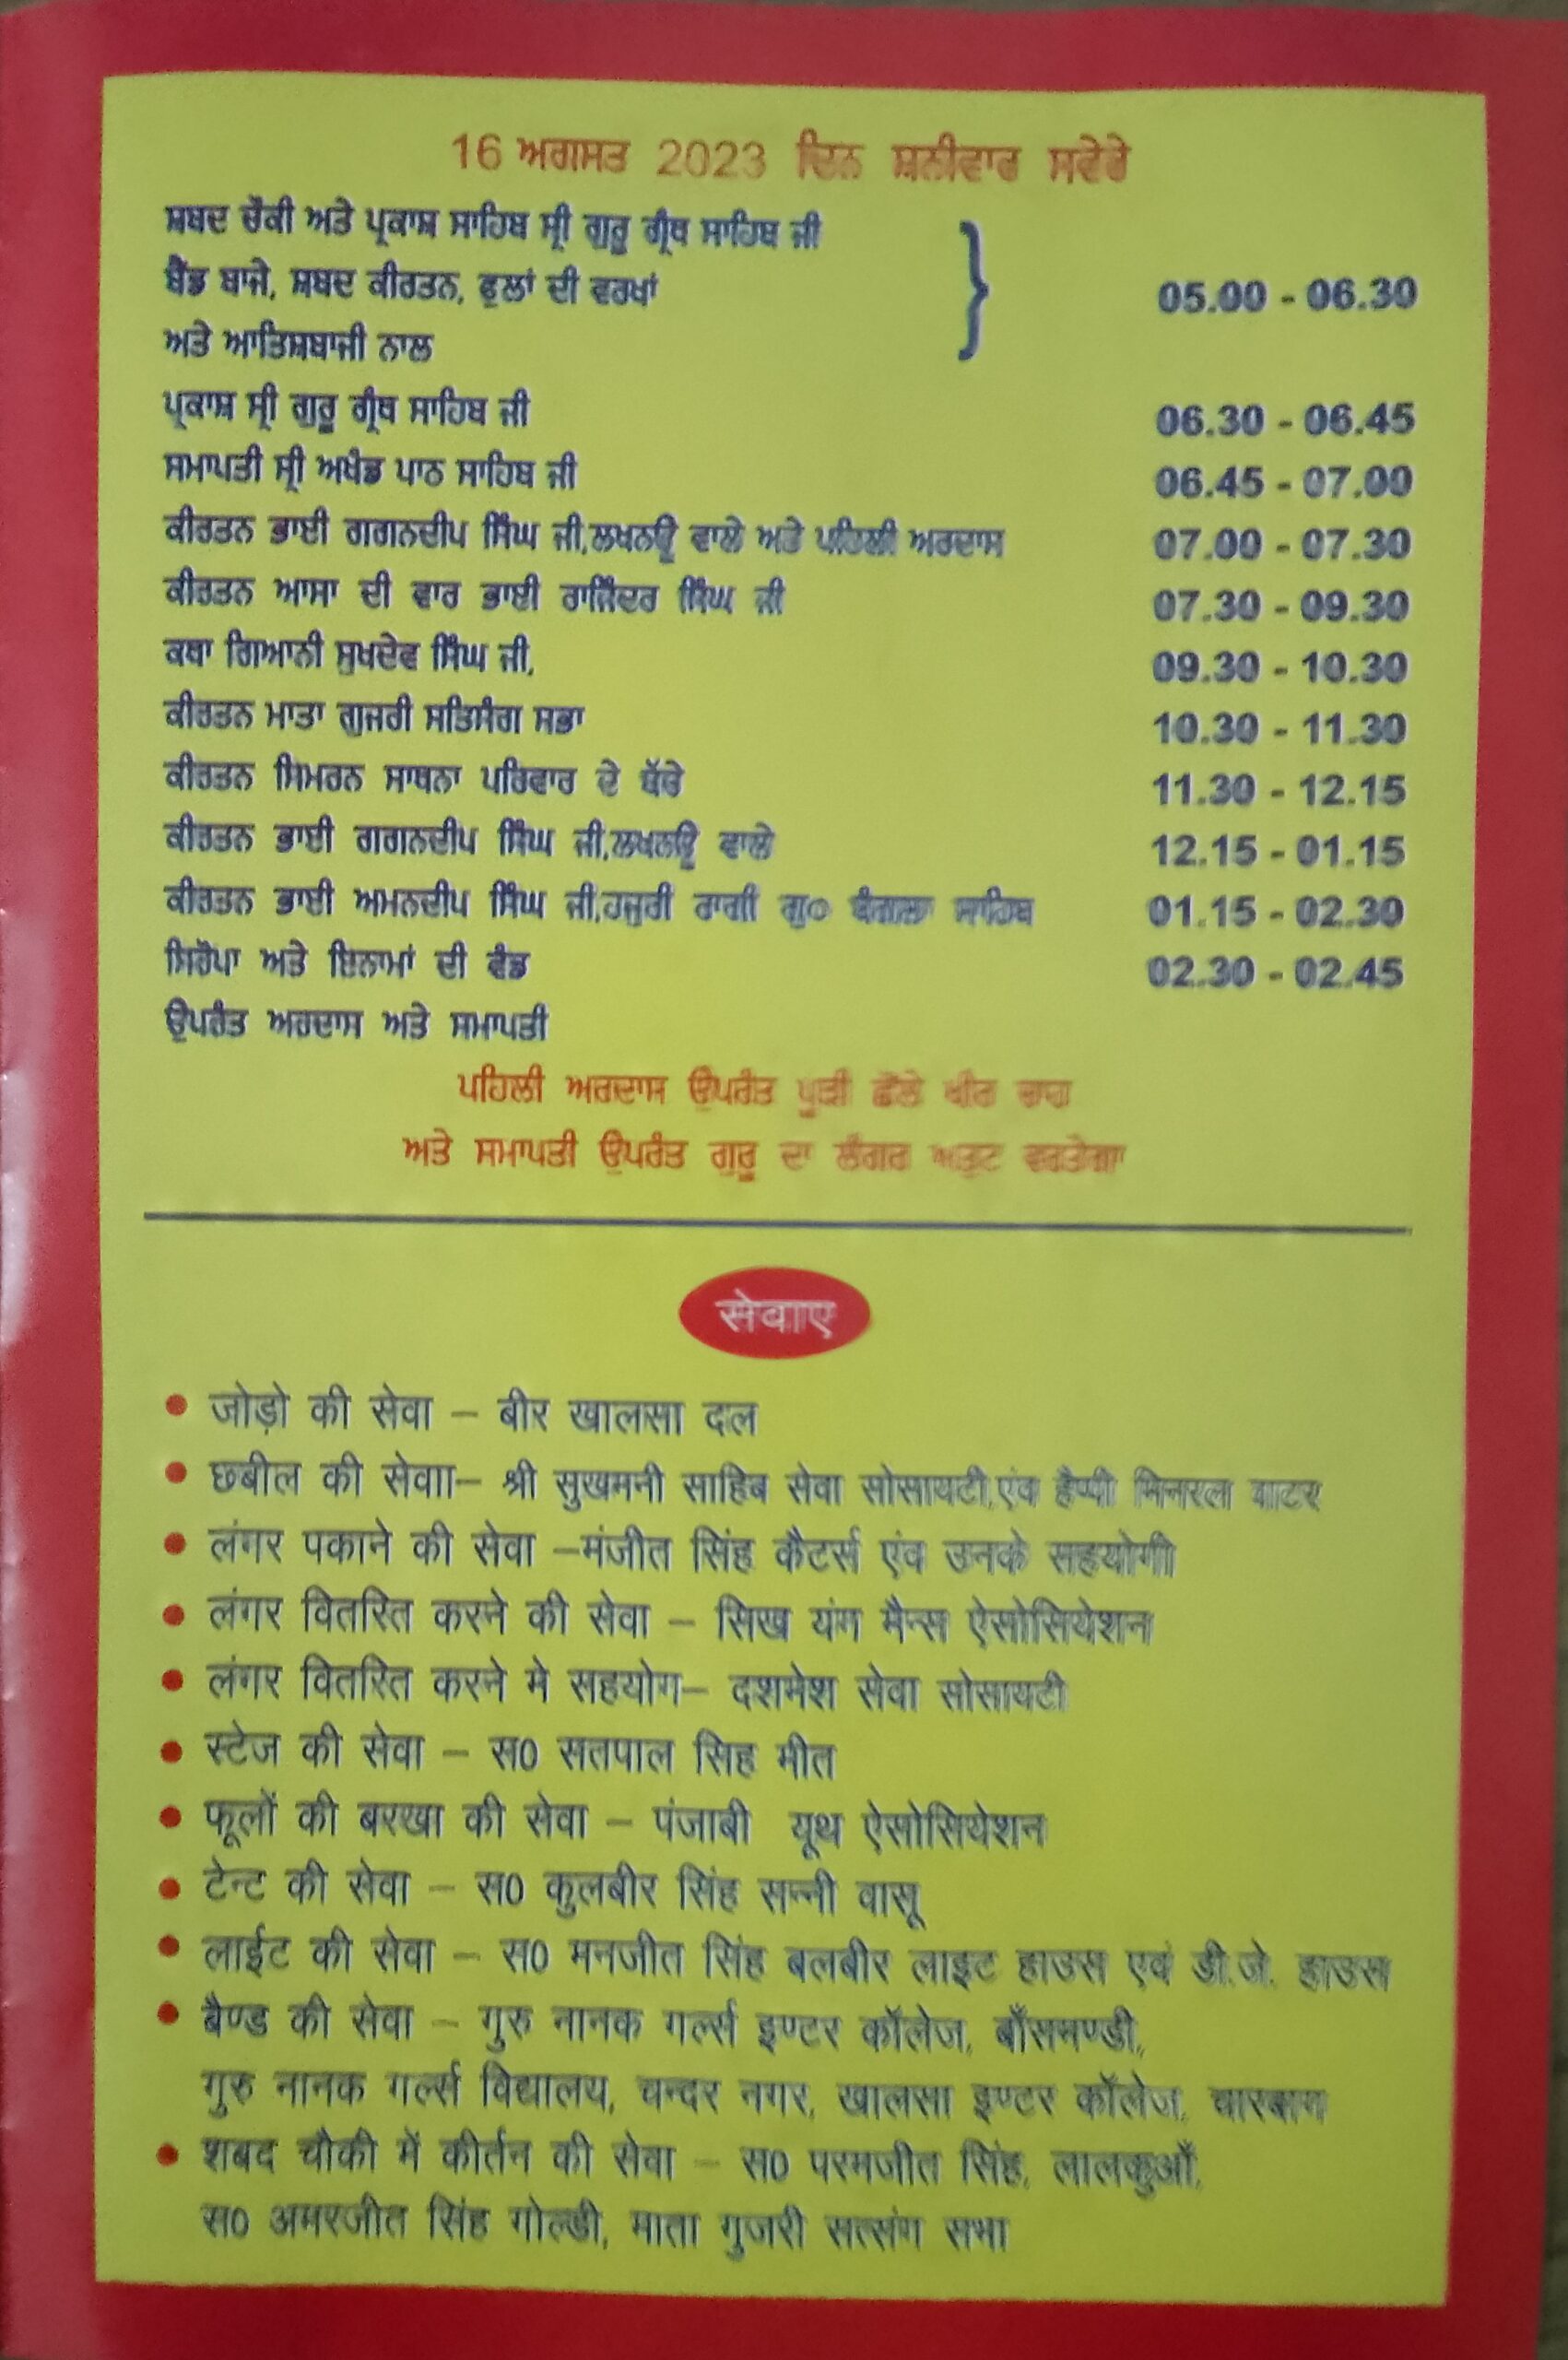 16 ਅਗਸਤ 2023 ਦਿਨ ਸ਼ਨੀਵਾਰ ਸਵੇਰੇ
ਸ਼ਬਦ ਚੌਂਕੀ ਅਤੇ ਪ੍ਰਕਾਸ਼ ਸਾਹਿਬ ਸ੍ਰੀ ਗੁਰੂ ਗ੍ਰੰਥ ਸਾਹਿਬ ਜੀ
ਬੈਂਡ ਬਾਜੇ, ਸ਼ਬਦ ਕੀਰਤਨ, ਫੁਲਾਂ ਦੀ ਵਰਖਾਂ } 05.00 - 06.30
ਅਤੇ ਆਤਿਸ਼ਬਾਜੀ ਨਾਲ
ਪ੍ਰਕਾਸ਼ ਸ੍ਰੀ ਗੁਰੂ ਗ੍ਰੰਥ ਸਾਹਿਬ ਜੀ 06.30 - 06.45
ਸਮਾਪਤੀ ਸ੍ਰੀ ਅਖੰਡ ਪਾਠ ਸਾਹਿਬ ਜੀ 06.45 - 07.00
ਕੀਰਤਨ ਭਾਈ ਗਗਨਦੀਪ ਸਿੰਘ ਜੀ,ਲਖਨਊ ਵਾਲੇ ਅਤੇ ਪਹਿਲੀ ਅਰਦਾਸ 07.00 - 07.30
ਕੀਰਤਨ ਆਸਾ ਦੀ ਵਾਰ ਭਾਈ ਰਾਜਿੰਦਰ ਸਿੰਘ ਜੀ 07.30 - 09.30
ਕਥਾ ਗਿਆਨੀ ਸੁਖਦੇਵ ਸਿੰਘ ਜੀ, 09.30 - 10.30
ਕੀਰਤਨ ਮਾਤਾ ਗੁਜਰੀ ਸਤਿਸੰਗ ਸਭਾ 10.30 - 11.30
ਕੀਰਤਨ ਸਿਮਰਨ ਸਾਧਨਾ ਪਰਿਵਾਰ ਦੇ ਬੱਚੇ 11.30 - 12.15
ਕੀਰਤਨ ਭਾਈ ਗਗਨਦੀਪ ਸਿੰਘ ਜੀ,ਲਖਨਊ ਵਾਲੇ 12.15 - 01.15
ਕੀਰਤਨ ਭਾਈ ਅਮਨਦੀਪ ਸਿੰਘ ਜੀ,ਹਜੁਰੀ ਰਾਗੀ ਗੁ० ਬੰਗਲਾ ਸਾਹਿਬ 01.15 - 02.30
ਸਿਰੋਪਾ ਅਤੇ ਇਨਾਮਾਂ ਦੀ ਵੰਡ 02.30 - 02.45
ਉਪਰੰਤ ਅਰਦਾਸ ਅਤੇ ਸਮਾਪਤੀ
ਪਹਿਲੀ ਅਰਦਾਸ ਉਪਰੰਤ ਪੂੜੀ ਛੋਲੇ ਖੀਰ ਚਾਹ
ਅਤੇ ਸਮਾਪਤੀ ਉਪਰੰਤ ਗੁਰੂ ਦਾ ਲੰਗਰ ਅਤੁਟ ਵਰਤੇਗਾ
सेवाए
• जोड़ो की सेवा – बीर खालसा दल
• छबील की सेवाा– श्री सुखमनी साहिब सेवा सोसायटी,एंव हैप्पी मिनरल वाटर
• लंगर पकाने की सेवा –मंजीत सिंह कैटर्स एंव उनके सहयोगी
• लंगर वितरित करने की सेवा – सिख यंग मैन्स ऐसोसियेशन
• लंगर वितरित करने मे सहयोग– दशमेश सेवा सोसायटी
• स्टेज की सेवा – स0 सतपाल सिह मीत
• फूलों की बरखा की सेवा – पंजाबी यूथ ऐसोसियेशन
• टेन्ट की सेवा – स0 कुलबीर सिंह सन्नी वासू
• लाईट की सेवा – स0 मनजीत सिंह बलबीर लाइट हाउस एवं डी.जे. हाउस
• बैण्ड की सेवा – गुरु नानक गर्ल्स इण्टर कॉलेज, बाँसमण्डी,
गुरु नानक गर्ल्स विद्यालय, चन्दर नगर, खालसा इण्टर कॉलेज, चारबाग
• शबद चौकी में कीर्तन की सेवा – स0 परमजीत सिंह, लालकुआँ,
स0 अमरजीत सिंह गोल्डी, माता गुजरी सत्संग सभा